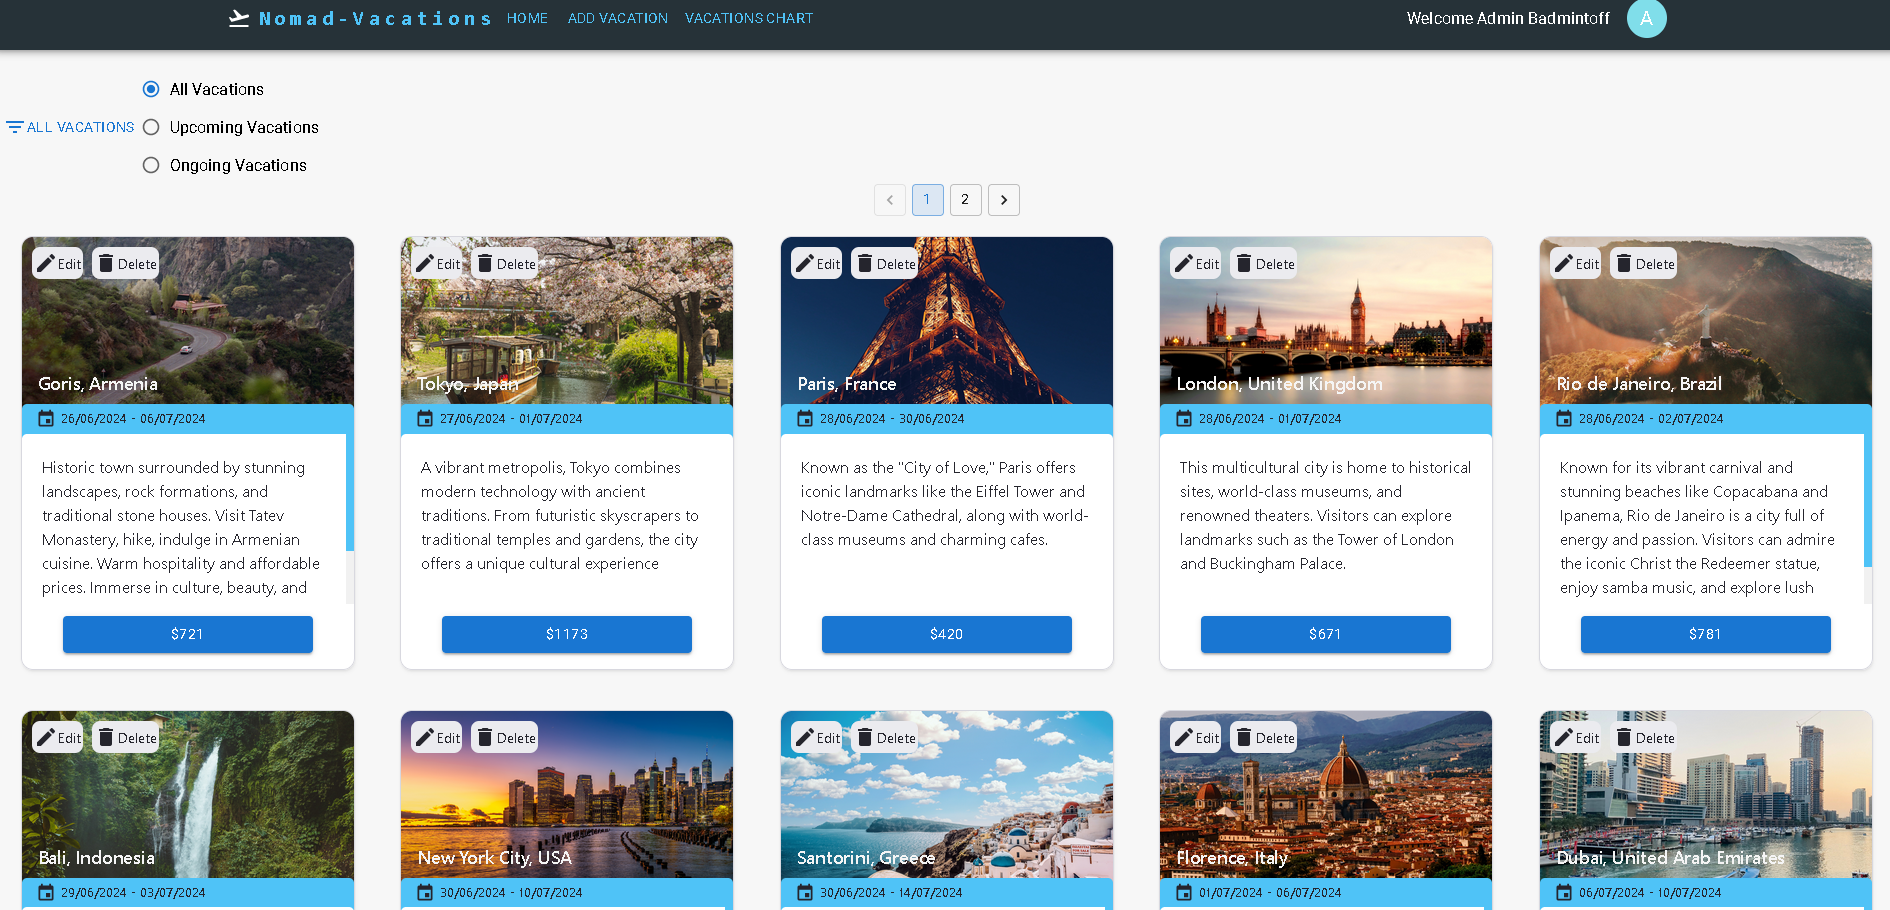 Nomad-Vacations HOME ADD VACATION VACATIONS CHART Welcome Admin Badmintoff A
All Vacations
ALL VACATIONS
Upcoming Vacations
Ongoing Vacations
1 2
Edit Delete
Goris, Armenia
26/06/2024 - 06/07/2024
Historic town surrounded by stunning
landscapes, rock formations, and
traditional stone houses. Visit Tatev
Monastery, hike, indulge in Armenian
cuisine. Warm hospitality and affordable
prices. Immerse in culture, beauty, and
$721
Edit Delete
Tokyo, Japan
27/06/2024 - 01/07/2024
A vibrant metropolis, Tokyo combines
modern technology with ancient
traditions. From futuristic skyscrapers to
traditional temples and gardens, the city
offers a unique cultural experience
$1173
Edit Delete
Paris, France
28/06/2024 - 30/06/2024
Known as the "City of Love," Paris offers
iconic landmarks like the Eiffel Tower and
Notre-Dame Cathedral, along with world-
class museums and charming cafes.
$420
Edit Delete
London, United Kingdom
28/06/2024 - 01/07/2024
This multicultural city is home to historical
sites, world-class museums, and
renowned theaters. Visitors can explore
landmarks such as the Tower of London
and Buckingham Palace.
$671
Edit Delete
Rio de Janeiro, Brazil
28/06/2024 - 02/07/2024
Known for its vibrant carnival and
stunning beaches like Copacabana and
Ipanema, Rio de Janeiro is a city full of
energy and passion. Visitors can admire
the iconic Christ the Redeemer statue,
enjoy samba music, and explore lush
$781
Edit Delete
Bali, Indonesia
29/06/2024 - 03/07/2024
Edit Delete
New York City, USA
30/06/2024 - 10/07/2024
Edit Delete
Santorini, Greece
30/06/2024 - 14/07/2024
Edit Delete
Florence, Italy
01/07/2024 - 06/07/2024
Edit Delete
Dubai, United Arab Emirates
06/07/2024 - 10/07/2024